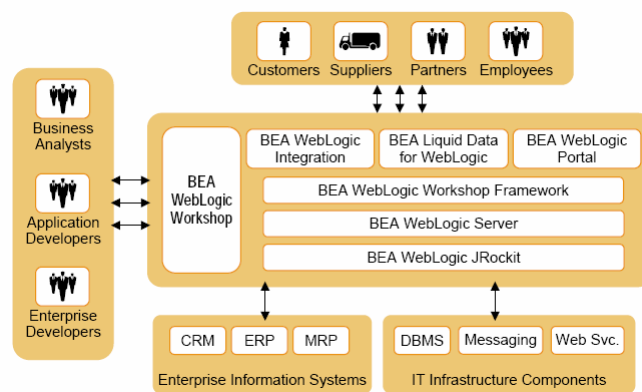 Customers
Suppliers
Partners
Employees
Business
Analysts
Application
Developers
Enterprise
Developers
BEA
WebLogic
Workshop
BEA WebLogic
Integration
BEA Liquid Data
for WebLogic
BEA WebLogic
Portal
BEA WebLogic Workshop Framework
BEA WebLogic Server
BEA WebLogic JRockit
CRM
ERP
MRP
Enterprise Information Systems
DBMS
Messaging
Web Svc.
IT Infrastructure Components